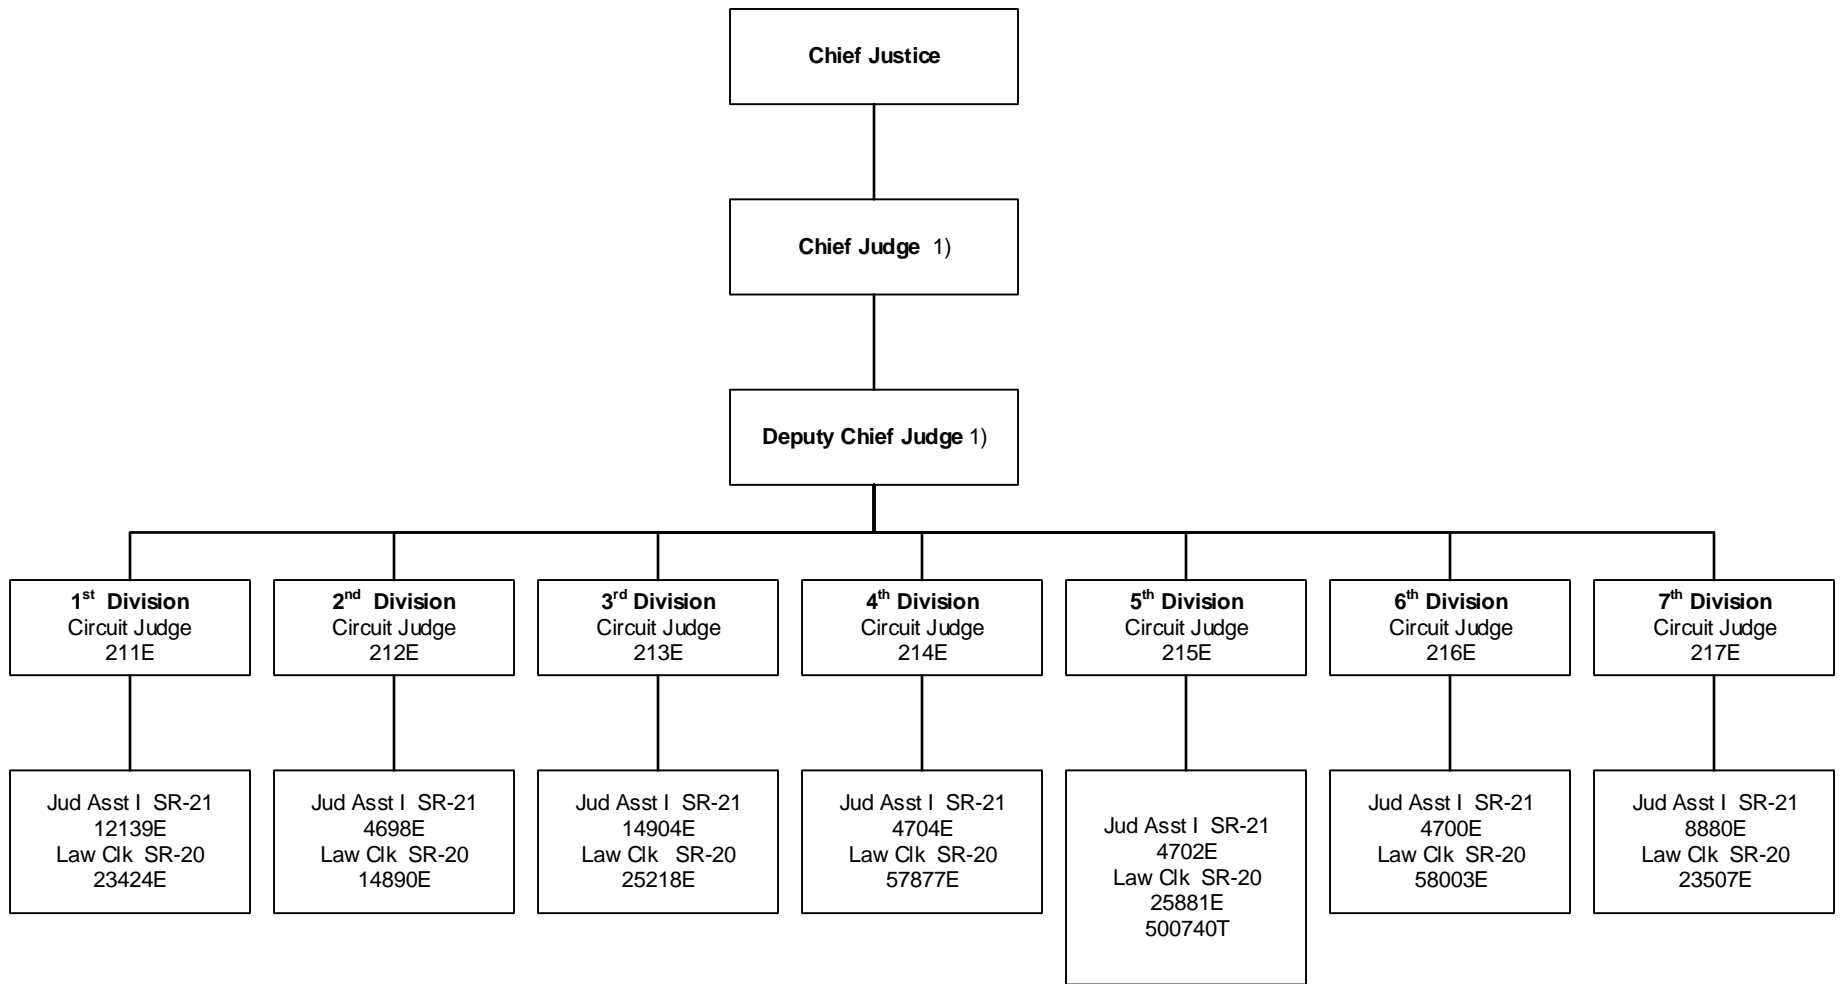 Chief Justice
Chief Judge 1)
Deputy Chief Judge 1)
1st Division
Circuit Judge
211E
2nd Division
Circuit Judge
212E
3rd Division
Circuit Judge
213E
4th Division
Circuit Judge
214E
5th Division
Circuit Judge
215E
6th Division
Circuit Judge
216E
7th Division
Circuit Judge
217E
Jud Asst I SR-21
12139E
Law Clk SR-20
23424E
Jud Asst I SR-21
4698E
Law Clk SR-20
14890E
Jud Asst I SR-21
14904E
Law Clk SR-20
25218E
Jud Asst I SR-21
4704E
Law Clk SR-20
57877E
Jud Asst I SR-21
4702E
Law Clk SR-20
25881E
500740T
Jud Asst I SR-21
4700E
Law Clk SR-20
58003E
Jud Asst I SR-21
8880E
Law Clk SR-20
23507E